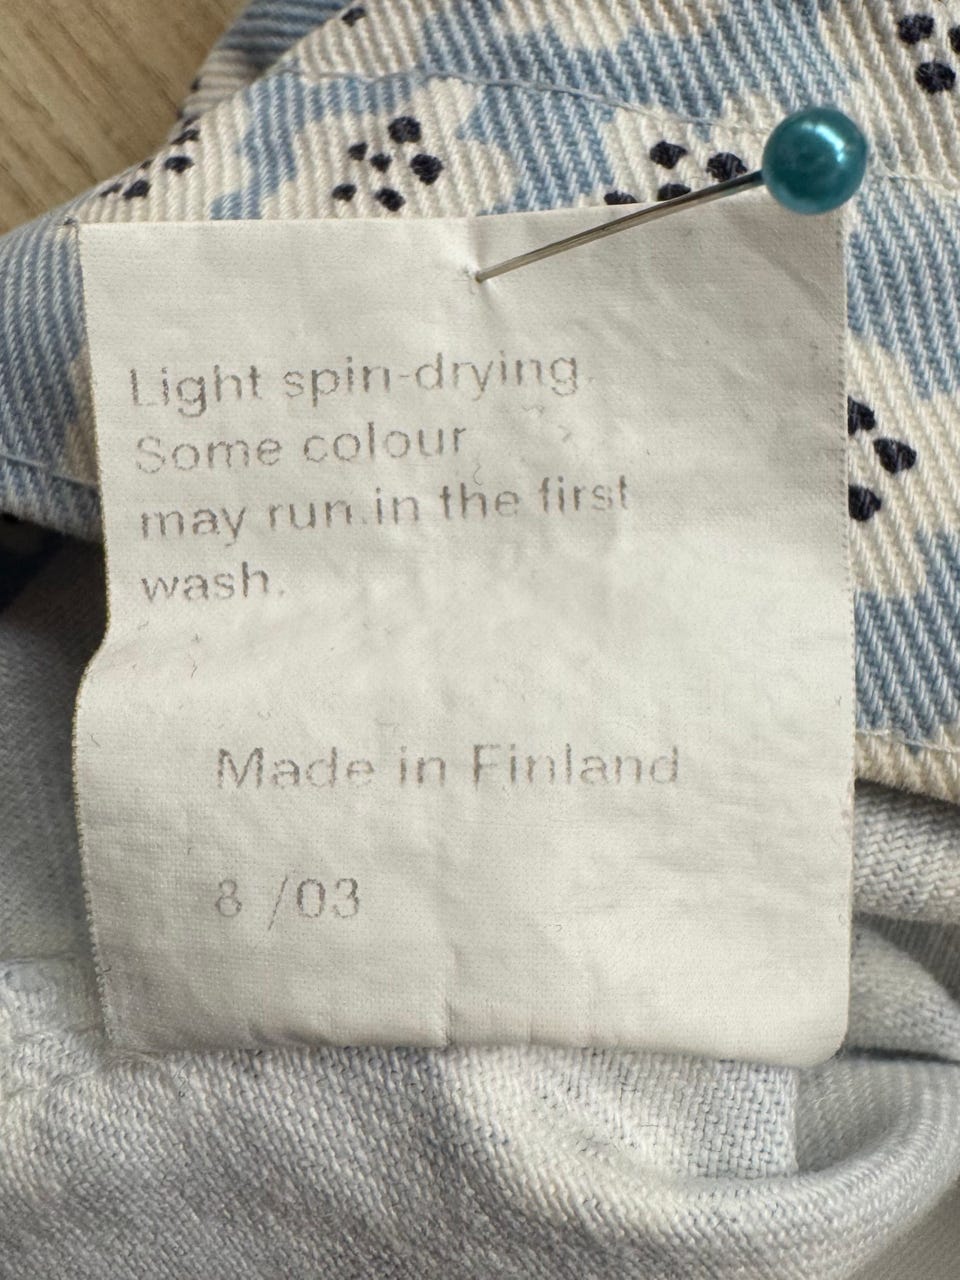 Light spin-drying.
Some colour
may run in the first
wash.
Made in Finland
8 /03